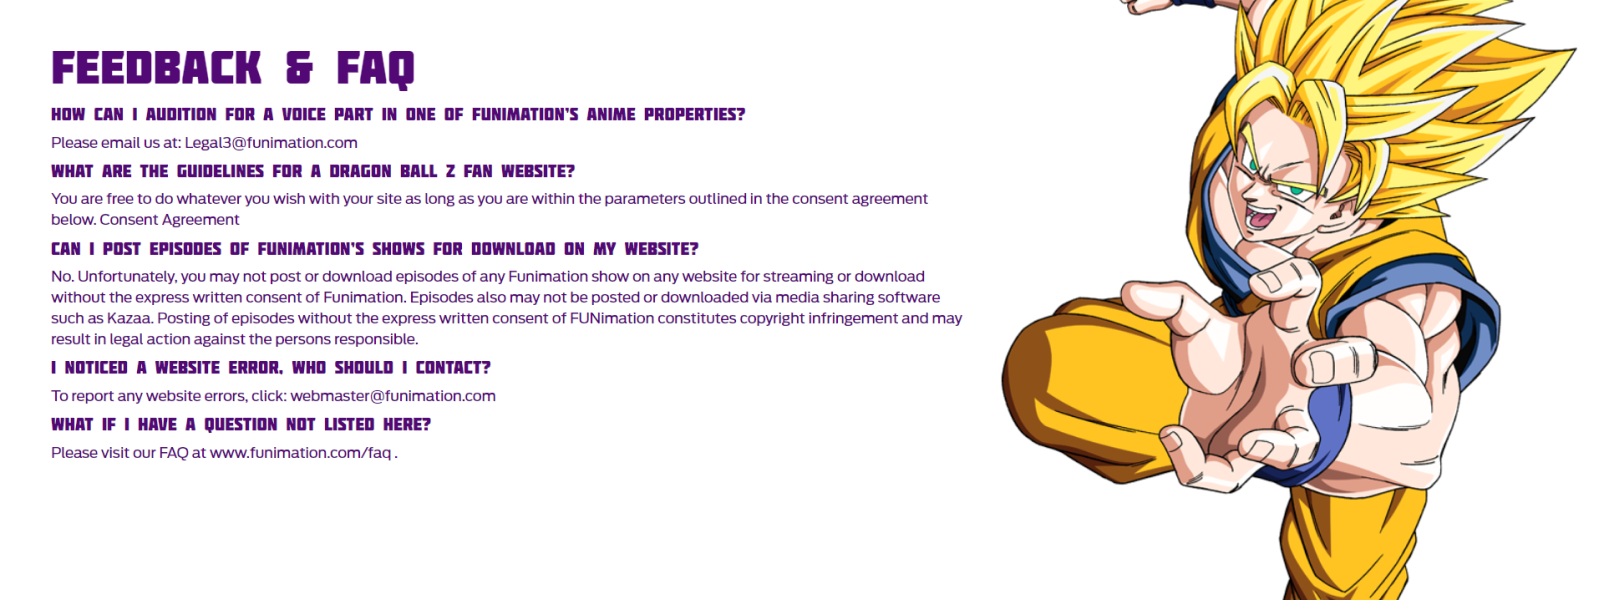 FEEDBACK & FAQ
HOW CAN I AUDITION FOR A VOICE PART IN ONE OF FUNIMATION'S ANIME PROPERTIES?
Please email us at: Legal3@funimation.com
WHAT ARE THE GUIDELINES FOR A DRAGON BALL Z FAN WEBSITE?
You are free to do whatever you wish with your site as long as you are within the parameters outlined in the consent agreement
below. Consent Agreement
CAN I POST EPISODES OF FUNIMATION'S SHOWS FOR DOWNLOAD ON MY WEBSITE?
No. Unfortunately, you may not post or download episodes of any Funimation show on any website for streaming or download
without the express written consent of Funimation. Episodes also may not be posted or downloaded via media sharing software
such as Kazaa. Posting of episodes without the express written consent of FUNimation constitutes copyright infringement and may
result in legal action against the persons responsible.
I NOTICED A WEBSITE ERROR, WHO SHOULD I CONTACT?
To report any website errors, click: webmaster@funimation.com
WHAT IF I HAVE A QUESTION NOT LISTED HERE?
Please visit our FAQ at www.funimation.com/faq .